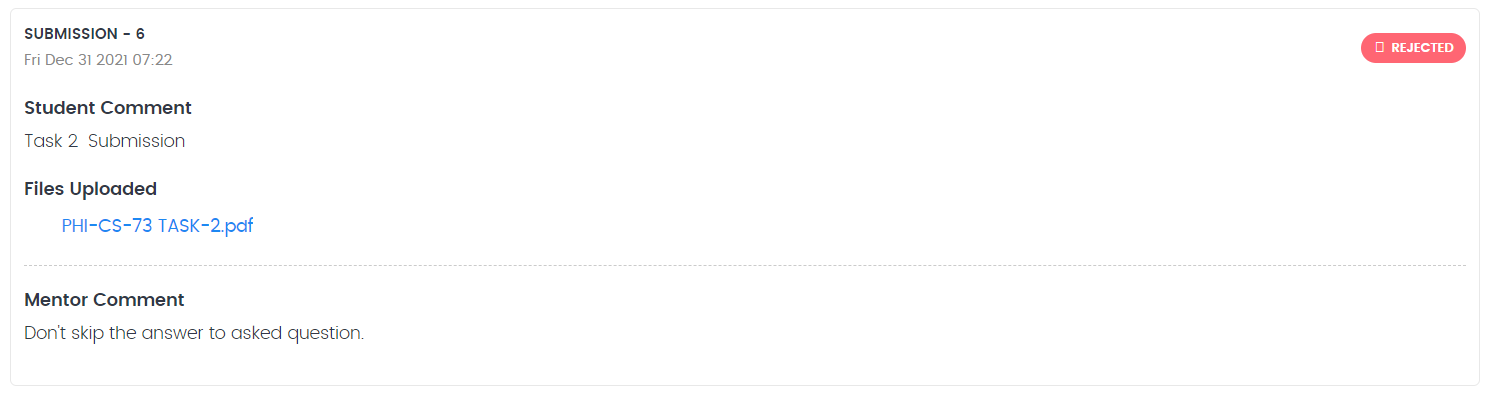 SUBMISSION - 6
REJECTED
Fri Dec 31 2021 07:22
Student Comment
Task 2  Submission
Files Uploaded
PHI-CS-73 TASK-2.pdf
Mentor Comment
Don't skip the answer to asked question.